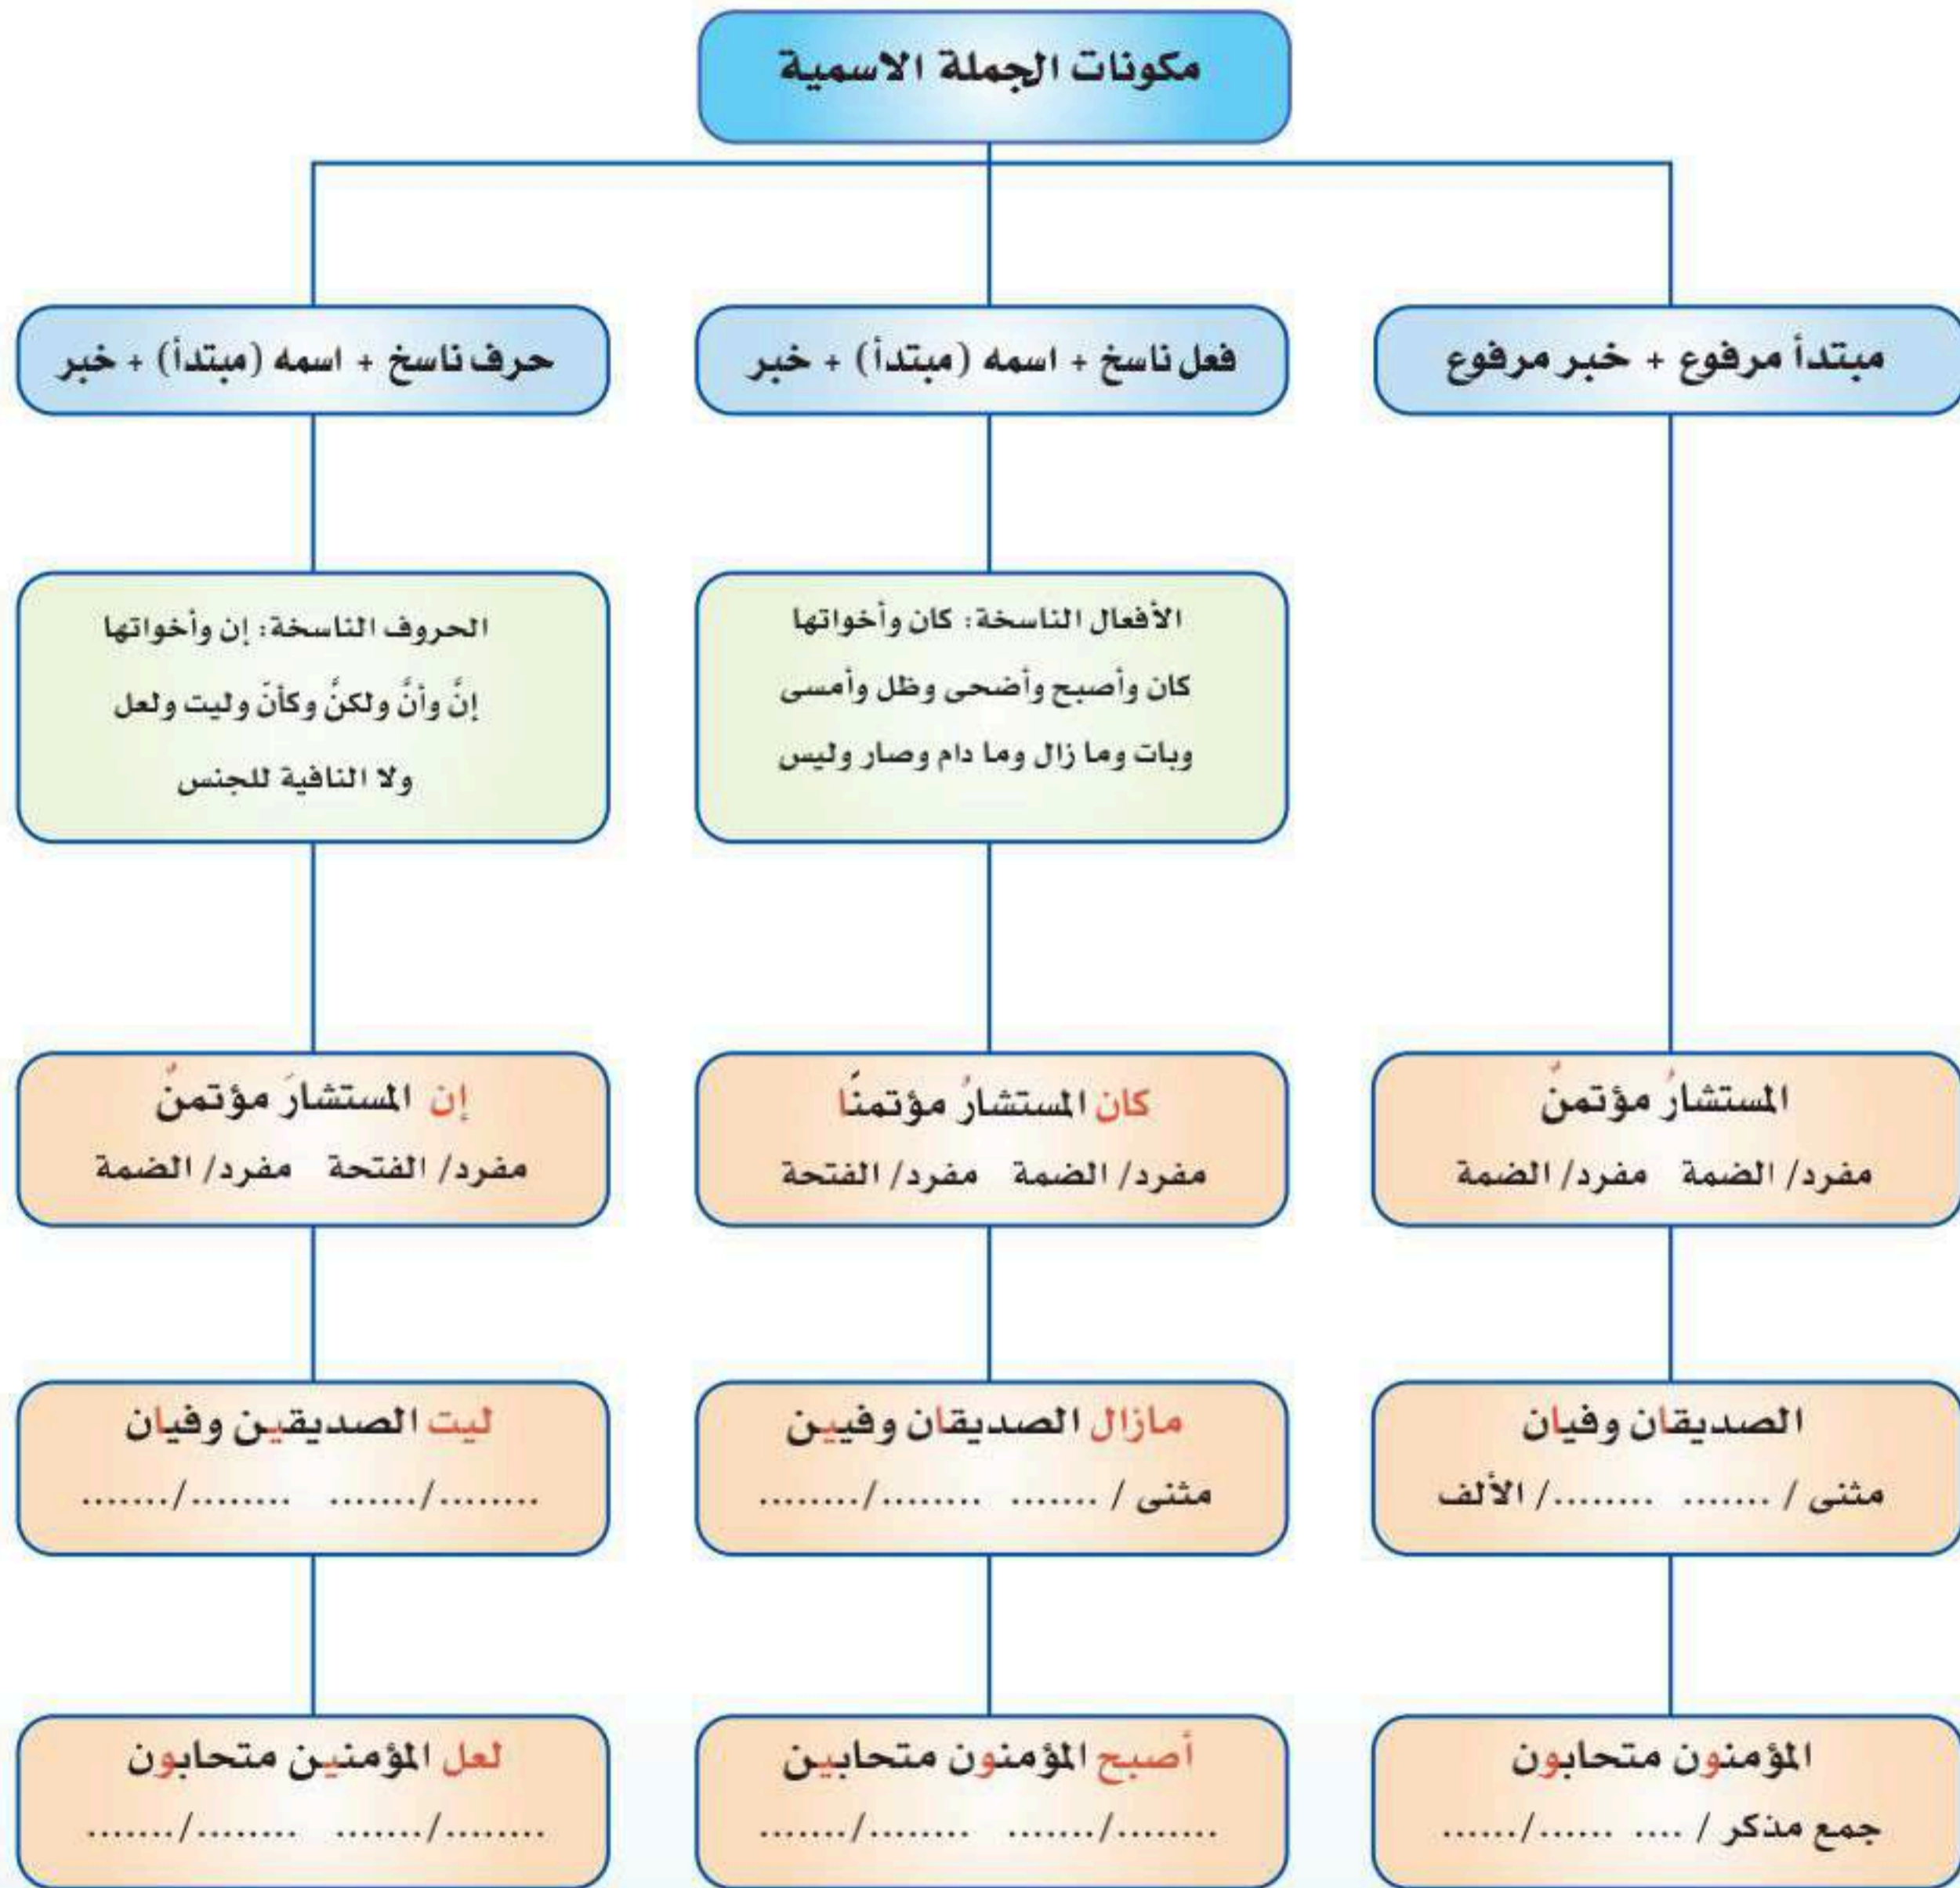 مكونات الجملة الاسمية
مبتدأ مرفوع + خبر مرفوع
فعل ناسخ + اسمه (مبتدأ) + خبر
حرف ناسخ + اسمه (مبتدأ) + خبر
الأفعال الناسخة: كان وأخواتها
كان وأصبح وأضحى وظل وأمسى
وبات وما زال وما دام وصار وليس
الحروف الناسخة: إن وأخواتها
إنَّ وأنَّ ولكنَّ وكأنّ وليت ولعل
ولا النافية للجنس
المستشارُ مؤتمنٌ
مفرد/ الضمة مفرد/ الضمة
كان المستشارُ مؤتمنًا
مفرد/ الضمة مفرد/ الفتحة
إن المستشارَ مؤتمنٌ
مفرد/ الفتحة مفرد/ الضمة
الصديقان وفيان
مثنى / ....... ......../ الألف
مازال الصديقان وفيين
مثنى / ....... ......../........
ليت الصديقين وفيان
......../....... ......../.......
المؤمنون متحابون
جمع مذكر / .... ....../......
أصبح المؤمنون متحابين
......../....... ......../.......
لعل المؤمنين متحابون
......../....... ......../.......